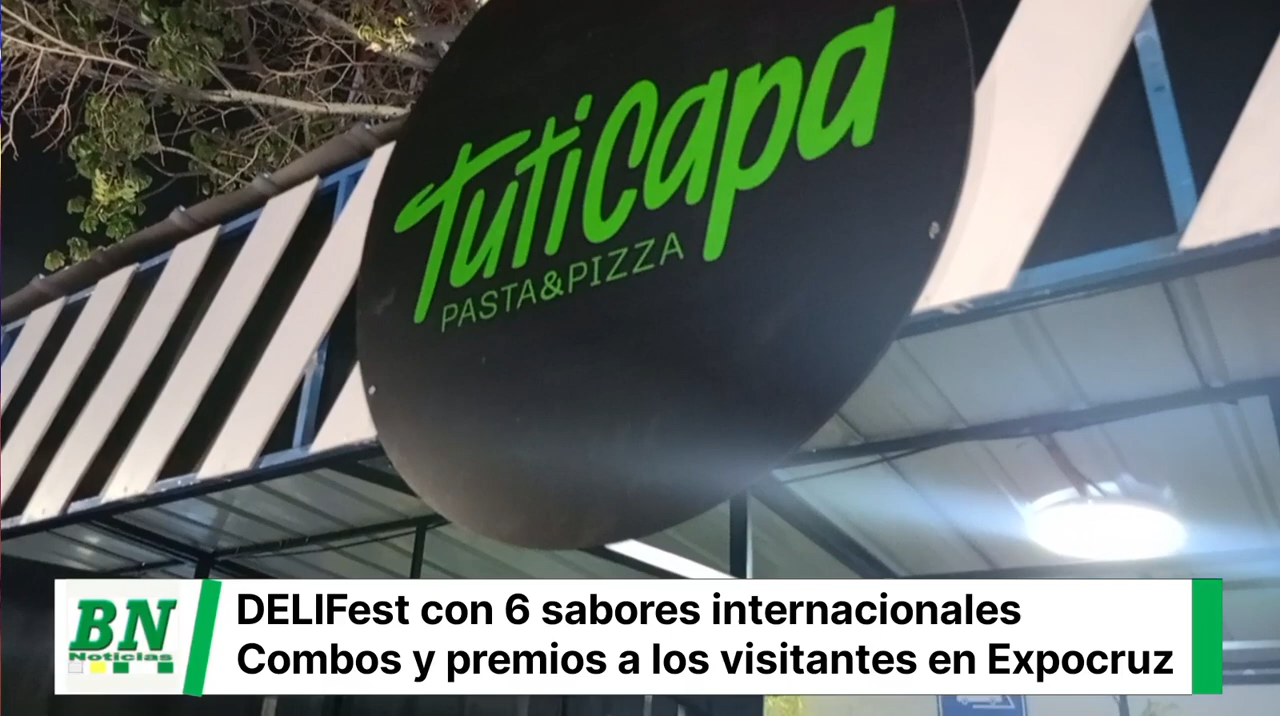 TutiCapa
PASTA&PIZZA
BN
Noticias
DELIFest con 6 sabores internacionales
Combos y premios a los visitantes en Expocruz